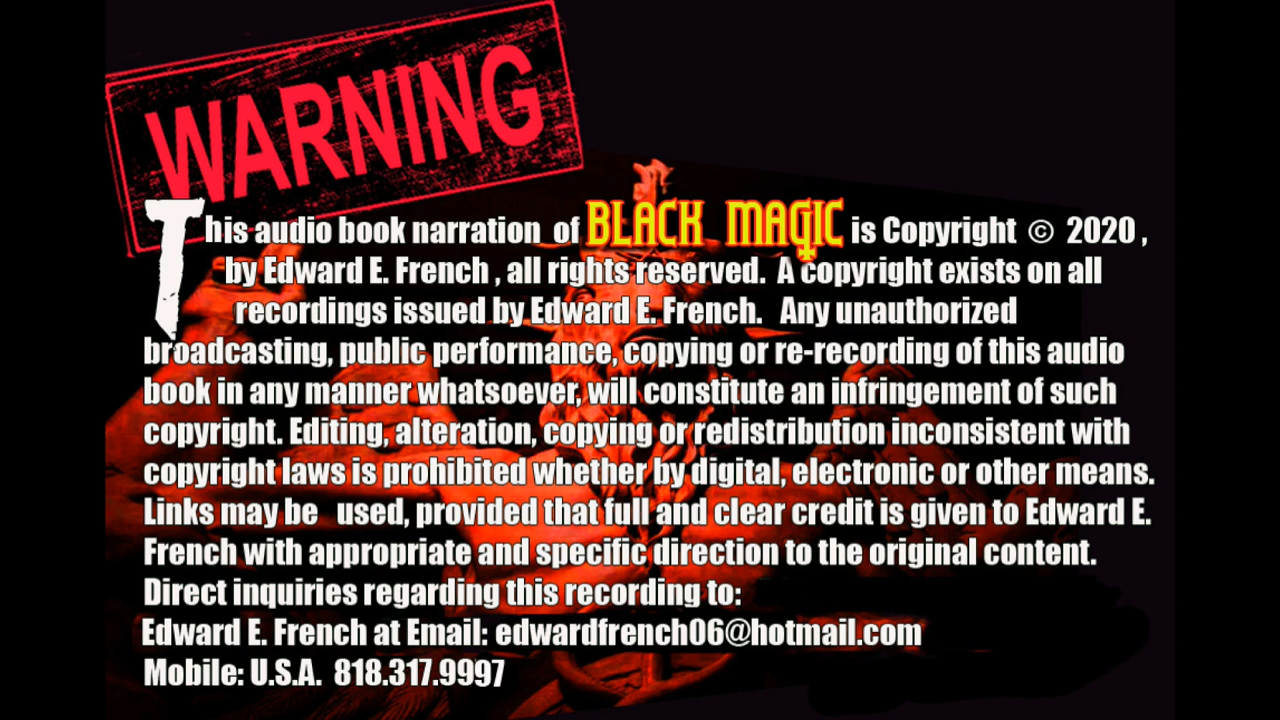 WARNING
This audio book narration of BLACK MAGIC is Copyright © 2020 ,
by Edward E. French , all rights reserved. A copyright exists on all
recordings issued by Edward E. French. Any unauthorized
broadcasting, public performance, copying or re-recording of this audio
book in any manner whatsoever, will constitute an infringement of such
copyright. Editing, alteration, copying or redistribution inconsistent with
copyright laws is prohibited whether by digital, electronic or other means.
Links may be used, provided that full and clear credit is given to Edward E.
French with appropriate and specific direction to the original content.
Direct inquiries regarding this recording to:
Edward E. French at Email: edwardfrench06@hotmail.com
Mobile: U.S.A. 818.317.9997